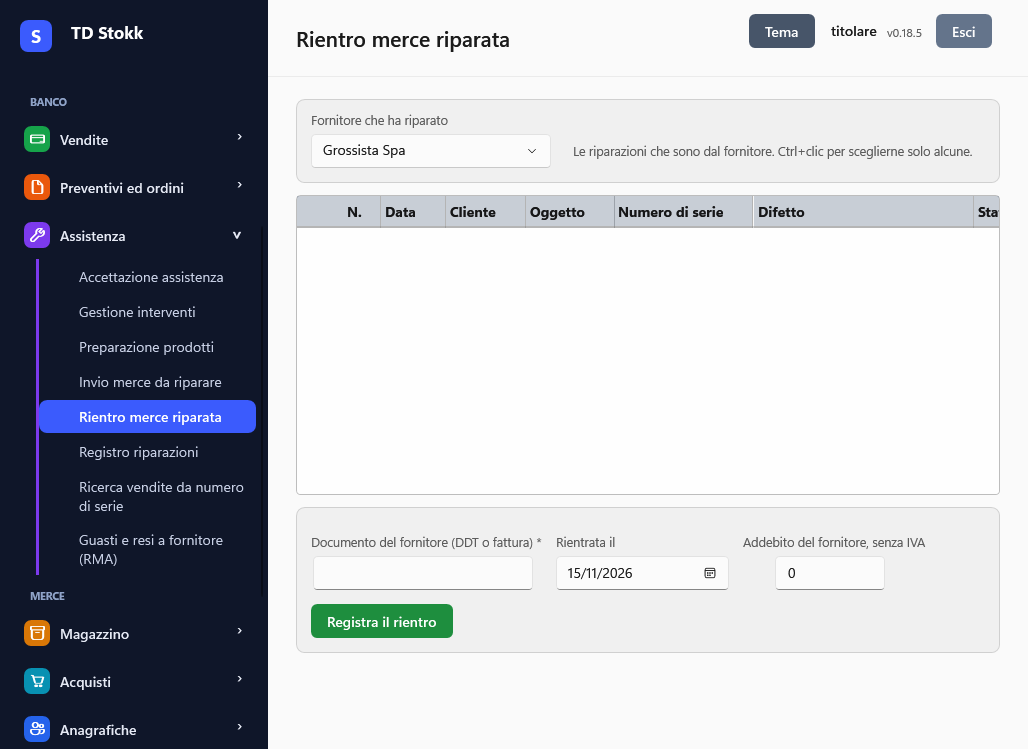 S TD Stokk
BANCO
Vendite
Preventivi ed ordini
Assistenza
Accettazione assistenza
Gestione interventi
Preparazione prodotti
Invio merce da riparare
Rientro merce riparata
Registro riparazioni
Ricerca vendite da numero
di serie
Guasti e resi a fornitore
(RMA)
MERCE
Magazzino
Acquisti
Anagrafiche
Rientro merce riparata
Tema titolare v0.18.5 Esci
Fornitore che ha riparato
Grossista Spa
Le riparazioni che sono dal fornitore. Ctrl+clic per sceglierne solo alcune.
N. Data Cliente Oggetto Numero di serie Difetto Sta
Documento del fornitore (DDT o fattura) * Rientrata il Addebito del fornitore, senza IVA
15/11/2026 0
Registra il rientro